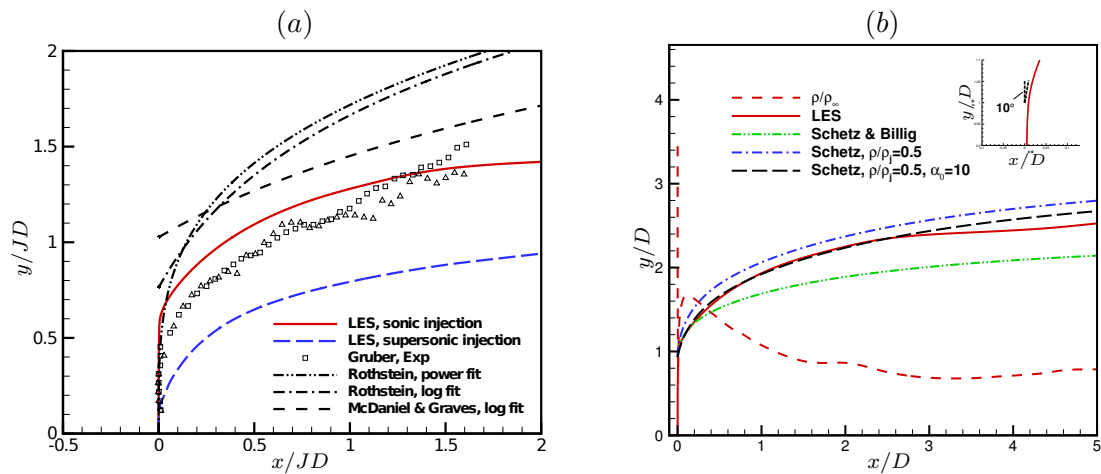 (a)
2
1.5
1
0.5
0
-0.5
0
0.5
1
1.5
2
y/JD
x/JD
LES, sonic injection
LES, supersonic injection
Gruber, Exp
Rothstein, power fit
Rothstein, log fit
McDaniel & Graves, log fit
(b)
4
3
2
1
0
0
1
2
3
4
5
y/D
x/D
ρ/ρ∞
LES
Schetz & Billig
Schetz, ρ/ρj=0.5
Schetz, ρ/ρj=0.5, α0=10
10°
y/D
x/D